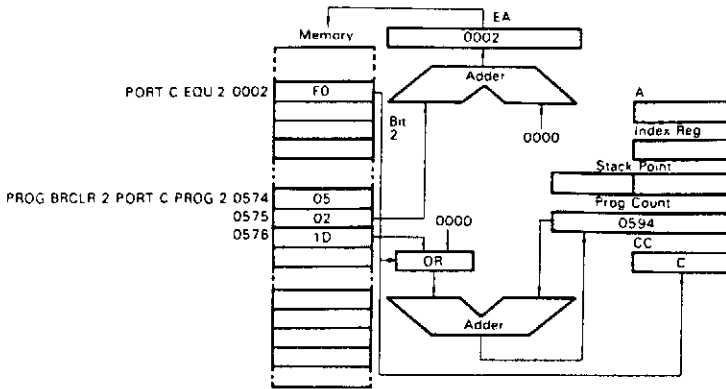 EA
Memory
0002
Adder
PORT C EQU 2 0002
F0
A
Bit
2
0000
Index Reg
Stack Point
PROG BRCLR 2 PORT C PROG 2 0574
05
Prog Count
0575
02
0000
0594
0576
1D
CC
OR
C
Adder